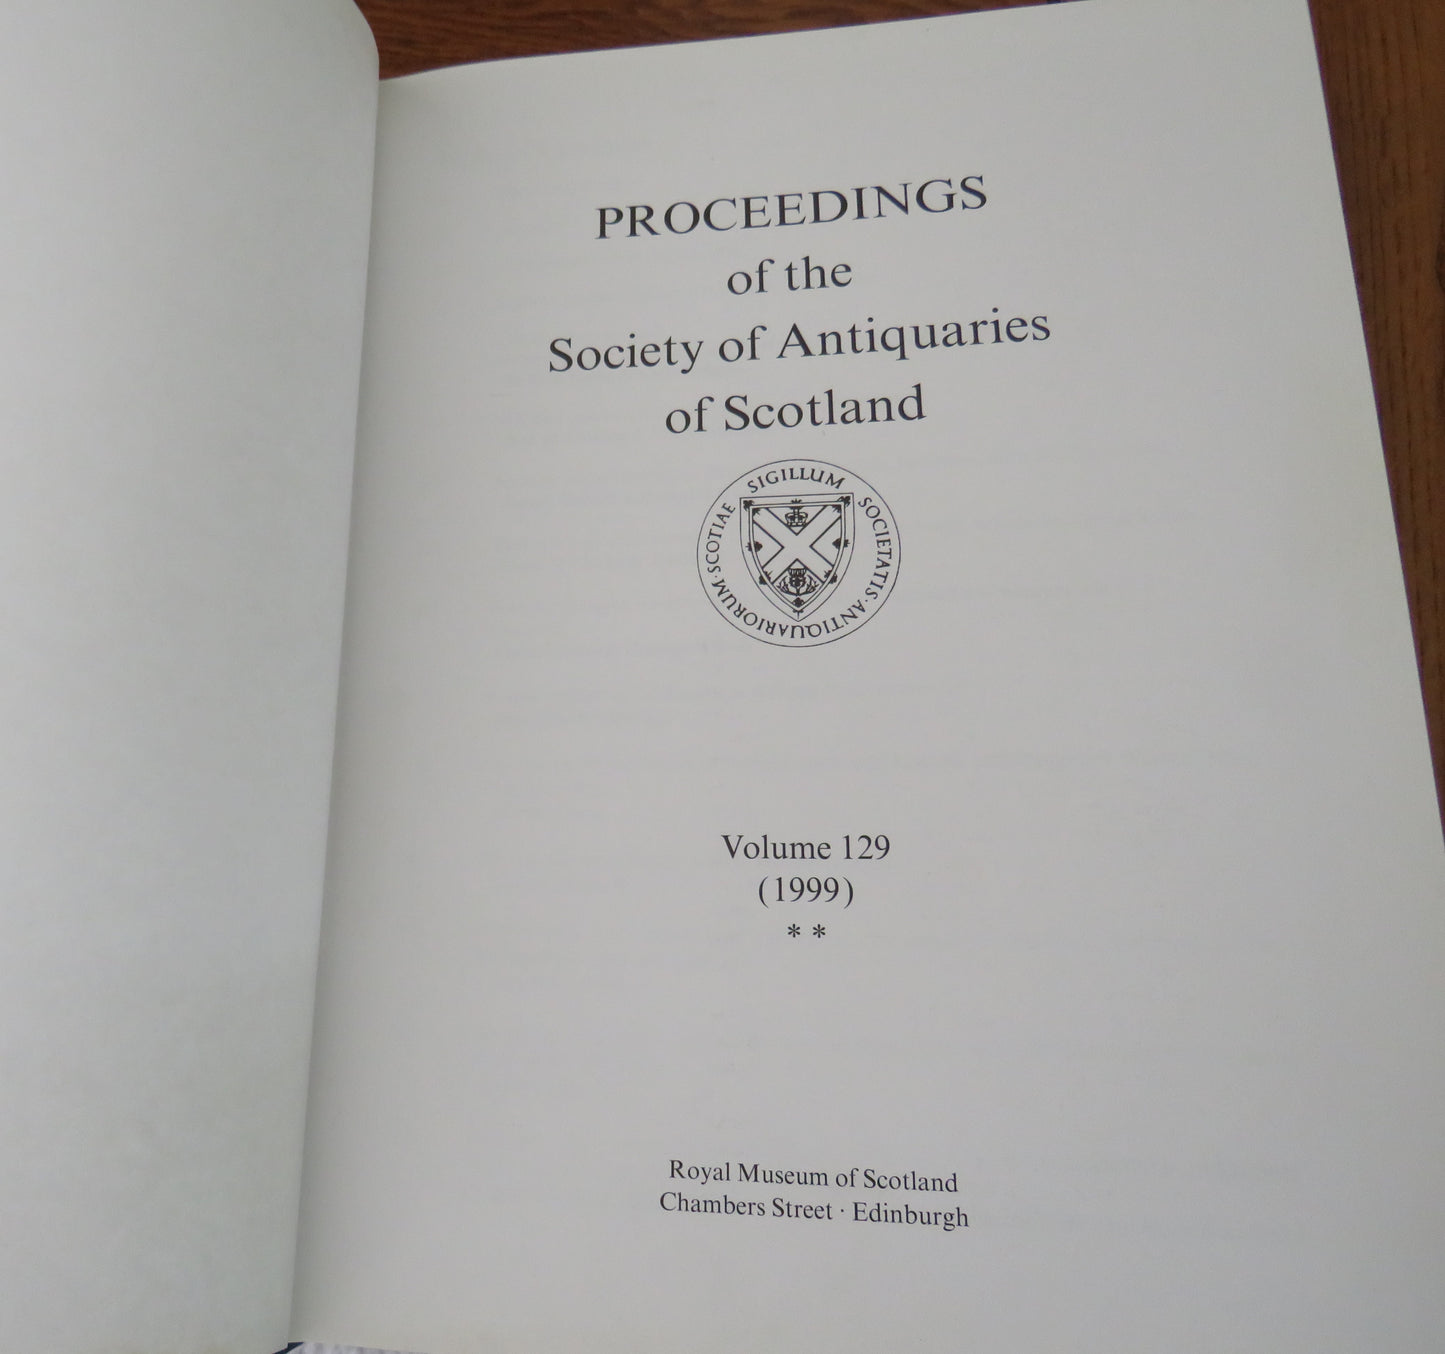 PROCEEDINGS
of the
Society of Antiquaries
of Scotland
SIGILLUM SOCIETATIS · ANTIQUARIORUM · SCOTIAE
Volume 129
(1999)
* *
Royal Museum of Scotland
Chambers Street · Edinburgh